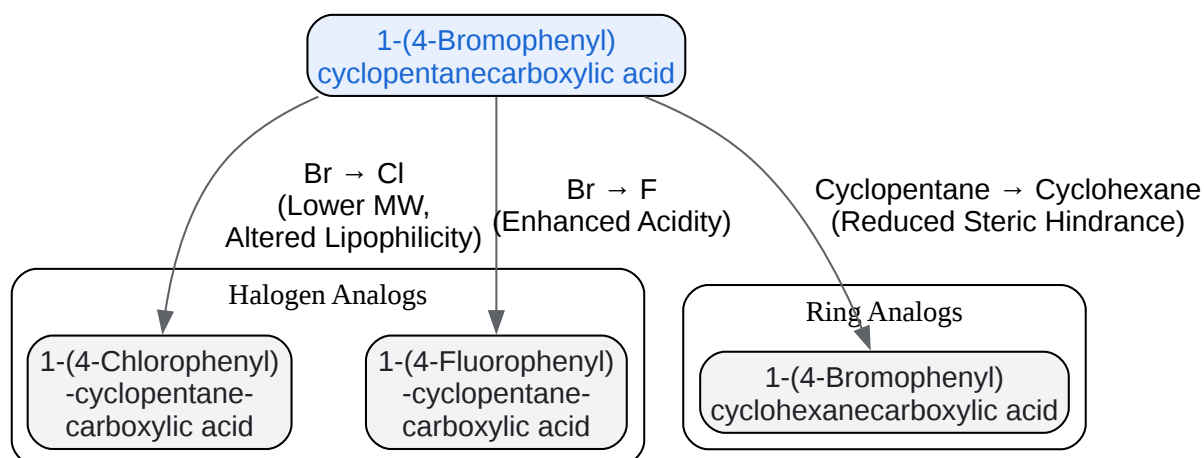 1-(4-Bromophenyl)
cyclopentanecarboxylic acid
Br → Cl
(Lower MW,
Altered Lipophilicity)
Br → F
(Enhanced Acidity)
Cyclopentane → Cyclohexane
(Reduced Steric Hindrance)
Halogen Analogs
Ring Analogs
1-(4-Chlorophenyl)
-cyclopentane-
carboxylic acid
1-(4-Fluorophenyl)
-cyclopentane-
carboxylic acid
1-(4-Bromophenyl)
cyclohexanecarboxylic acid